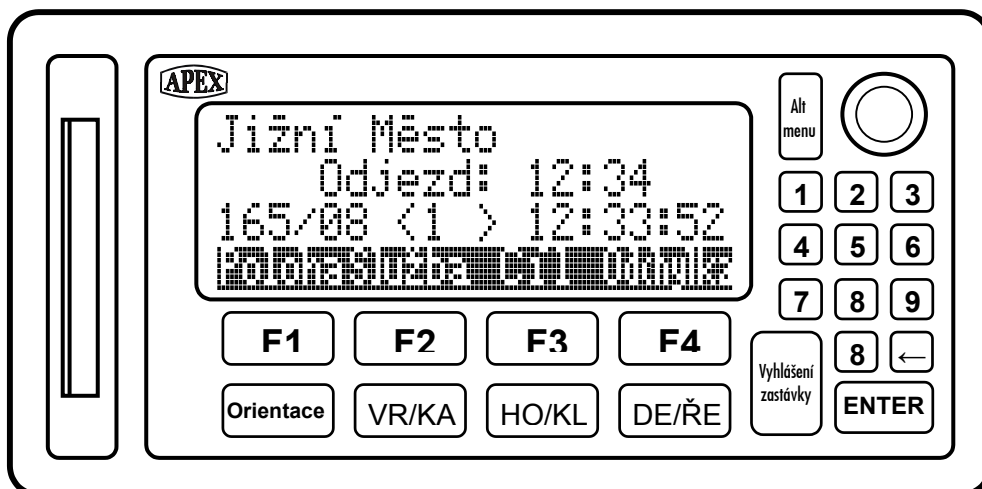 APEX
Jižní Město
Odjezd: 12:34
165/08 <1 > 12:33:52
Alt
menu
1 2 3
4 5 6
7 8 9
8 ←
F1 F2 F3 F4
Orientace VR/KA HO/KL DE/ŘE
Vyhlášení
zastávky
ENTER